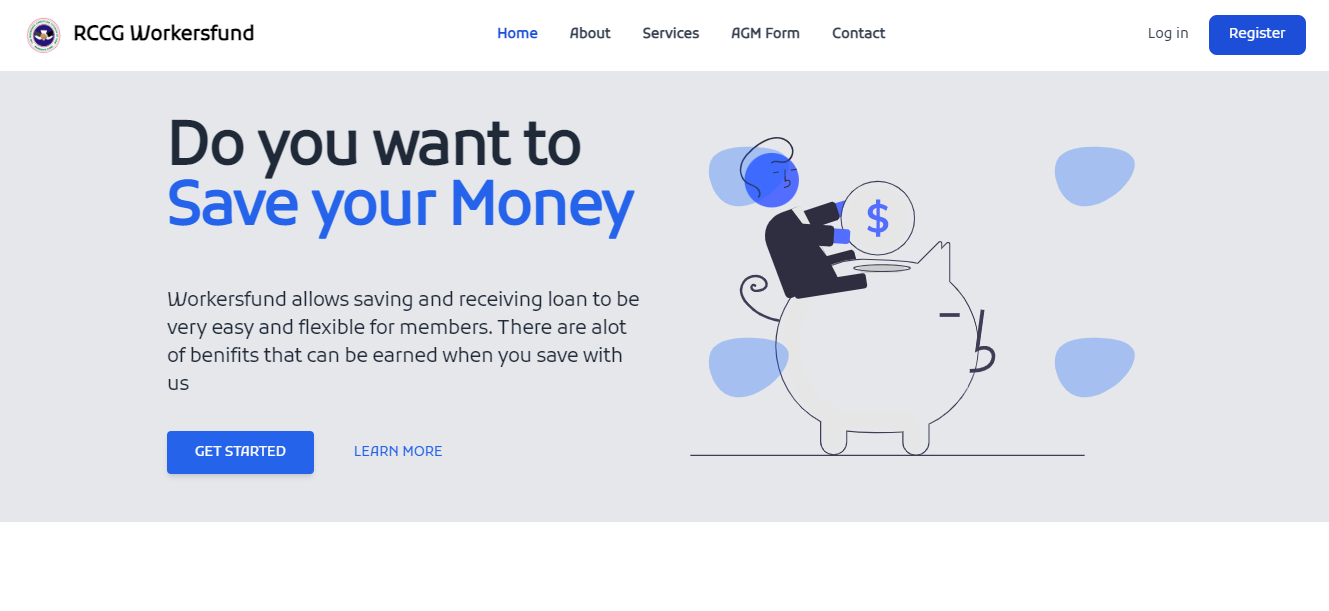 RCCG Workersfund
Home About Services AGM Form Contact
Log in Register
Do you want to
Save your Money
Workersfund allows saving and receiving loan to be
very easy and flexible for members. There are alot
of benifits that can be earned when you save with
us
GET STARTED LEARN MORE
$